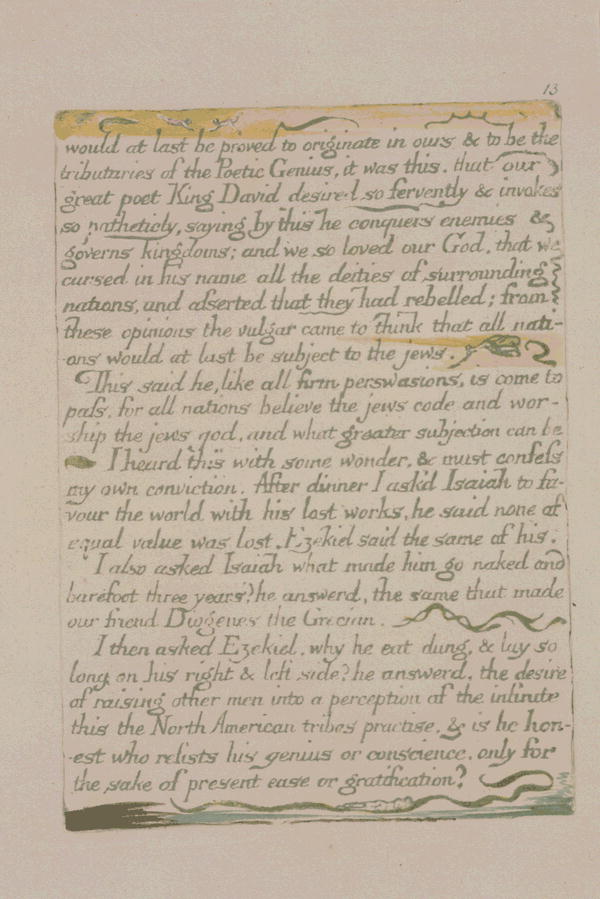 13
would at last be proved to originate in ours & to be the
tributaries of the Poetic Genius, it was this. that our
great poet King David desired so fervently & invokes
so patheticly, saying by this he conquers enemies &
governs kingdoms; and we so loved our God. that we
cursed in his name all the deities of surrounding
nations, and asserted that they had rebelled; from
these opinions the vulgar came to think that all nati-
-ons would at last be subject to the jews.
This said he, like all firm perswasions, is come to
pass. for all nations believe the jews code and wor-
ship the jews god, and what greater subjection can be
I heard this with some wonder, & must confess
my own conviction. After dinner I ask'd Isaiah to fa-
vour the world with his lost works, he said none of
equal value was lost. Ezekiel said the same of his.
I also asked Isaiah what made him go naked and
barefoot three years? he answerd, the same that made
our friend Diogenes the Grecian.
I then asked Ezekiel. why he eat dung, & lay so
long on his right & left side? he answerd. the desire
of raising other men into a perception of the infinite
this the North American tribes practise. & is he hon-
-est who resists his genius or conscience. only for
the sake of present ease or gratification?